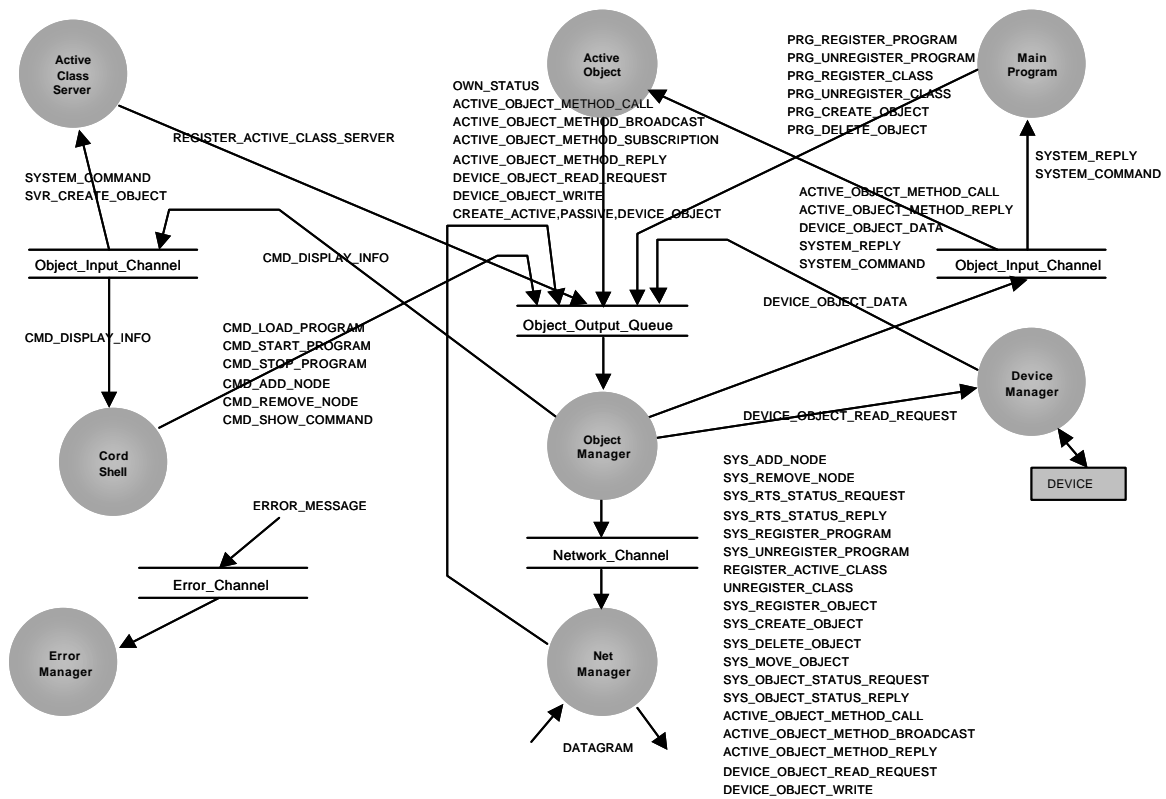 Active
Class
Server
Active
Object
Main
Program
PRG_REGISTER_PROGRAM
PRG_UNREGISTER_PROGRAM
PRG_REGISTER_CLASS
PRG_UNREGISTER_CLASS
PRG_CREATE_OBJECT
PRG_DELETE_OBJECT
OWN_STATUS
ACTIVE_OBJECT_METHOD_CALL
ACTIVE_OBJECT_METHOD_BROADCAST
ACTIVE_OBJECT_METHOD_SUBSCRIPTION
ACTIVE_OBJECT_METHOD_REPLY
DEVICE_OBJECT_READ_REQUEST
DEVICE_OBJECT_WRITE
CREATE_ACTIVE,PASSIVE,DEVICE_OBJECT
REGISTER_ACTIVE_CLASS_SERVER
SYSTEM_COMMAND
SVR_CREATE_OBJECT
SYSTEM_REPLY
SYSTEM_COMMAND
ACTIVE_OBJECT_METHOD_CALL
ACTIVE_OBJECT_METHOD_REPLY
DEVICE_OBJECT_DATA
SYSTEM_REPLY
SYSTEM_COMMAND
Object_Input_Channel
CMD_DISPLAY_INFO
Object_Input_Channel
DEVICE_OBJECT_DATA
Object_Output_Queue
CMD_DISPLAY_INFO
CMD_LOAD_PROGRAM
CMD_START_PROGRAM
CMD_STOP_PROGRAM
CMD_ADD_NODE
CMD_REMOVE_NODE
CMD_SHOW_COMMAND
Device
Manager
DEVICE_OBJECT_READ_REQUEST
Cord
Shell
Object
Manager
DEVICE
SYS_ADD_NODE
SYS_REMOVE_NODE
SYS_RTS_STATUS_REQUEST
SYS_RTS_STATUS_REPLY
SYS_REGISTER_PROGRAM
SYS_UNREGISTER_PROGRAM
REGISTER_ACTIVE_CLASS
UNREGISTER_CLASS
SYS_REGISTER_OBJECT
SYS_CREATE_OBJECT
SYS_DELETE_OBJECT
SYS_MOVE_OBJECT
SYS_OBJECT_STATUS_REQUEST
SYS_OBJECT_STATUS_REPLY
ACTIVE_OBJECT_METHOD_CALL
ACTIVE_OBJECT_METHOD_BROADCAST
ACTIVE_OBJECT_METHOD_REPLY
DEVICE_OBJECT_READ_REQUEST
DEVICE_OBJECT_WRITE
ERROR_MESSAGE
Network_Channel
Error_Channel
Error
Manager
Net
Manager
DATAGRAM